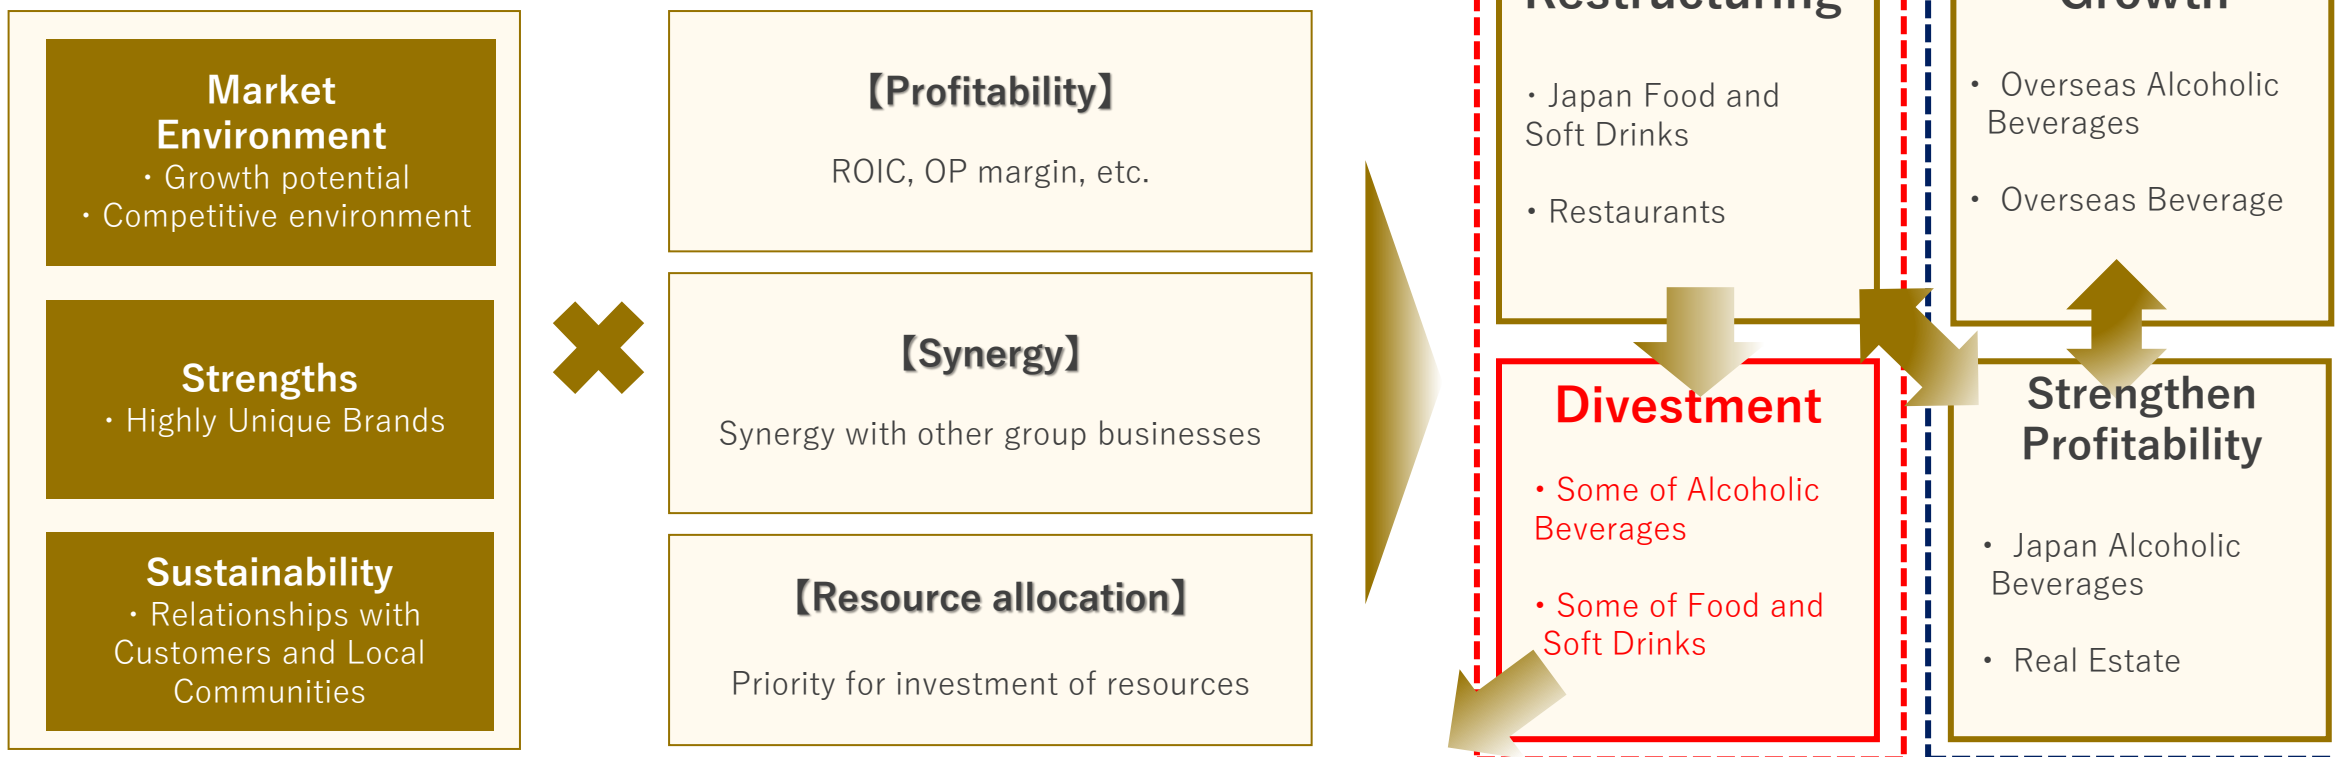 Market
Environment
・Growth potential
・Competitive environment
Strengths
・Highly Unique Brands
Sustainability
・Relationships with
Customers and Local
Communities
【Profitability】
ROIC, OP margin, etc.
【Synergy】
Synergy with other group businesses
【Resource allocation】
Priority for investment of resources
Restructuring
・Japan Food and
Soft Drinks
・Restaurants
Growth
・ Overseas Alcoholic
Beverages
・ Overseas Beverage
Divestment
・Some of Alcoholic
Beverages
・Some of Food and
Soft Drinks
Strengthen
Profitability
・ Japan Alcoholic
Beverages
・ Real Estate